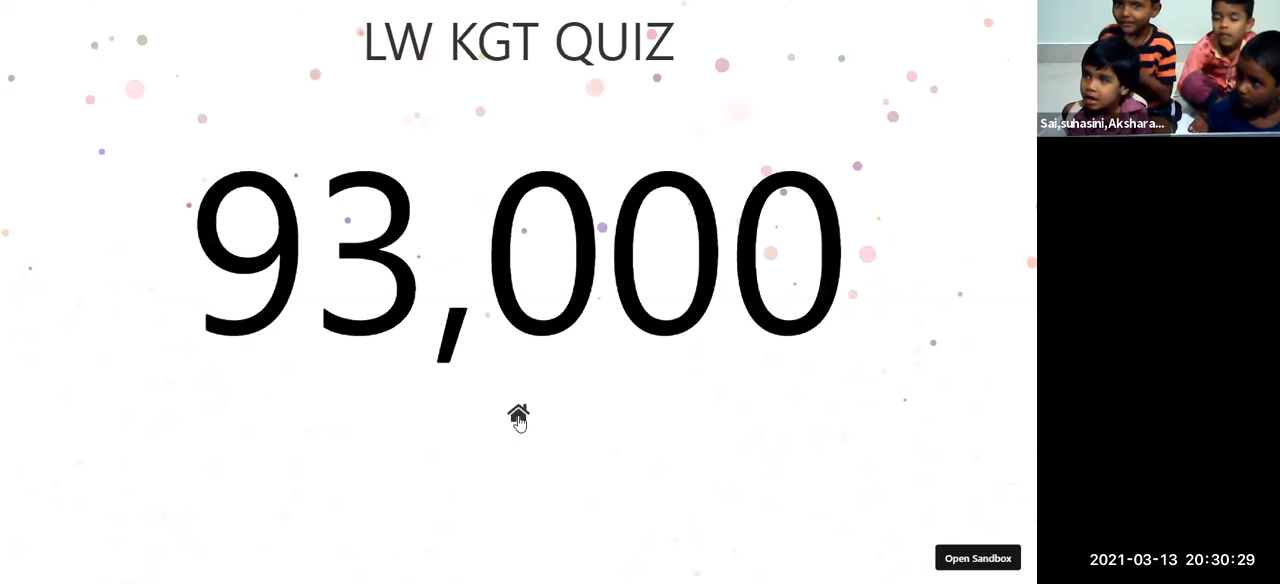 LW KGT QUIZ
93,000
Sai,suhasini,Akshara...
Open Sandbox
2021-03-13 20:30:29